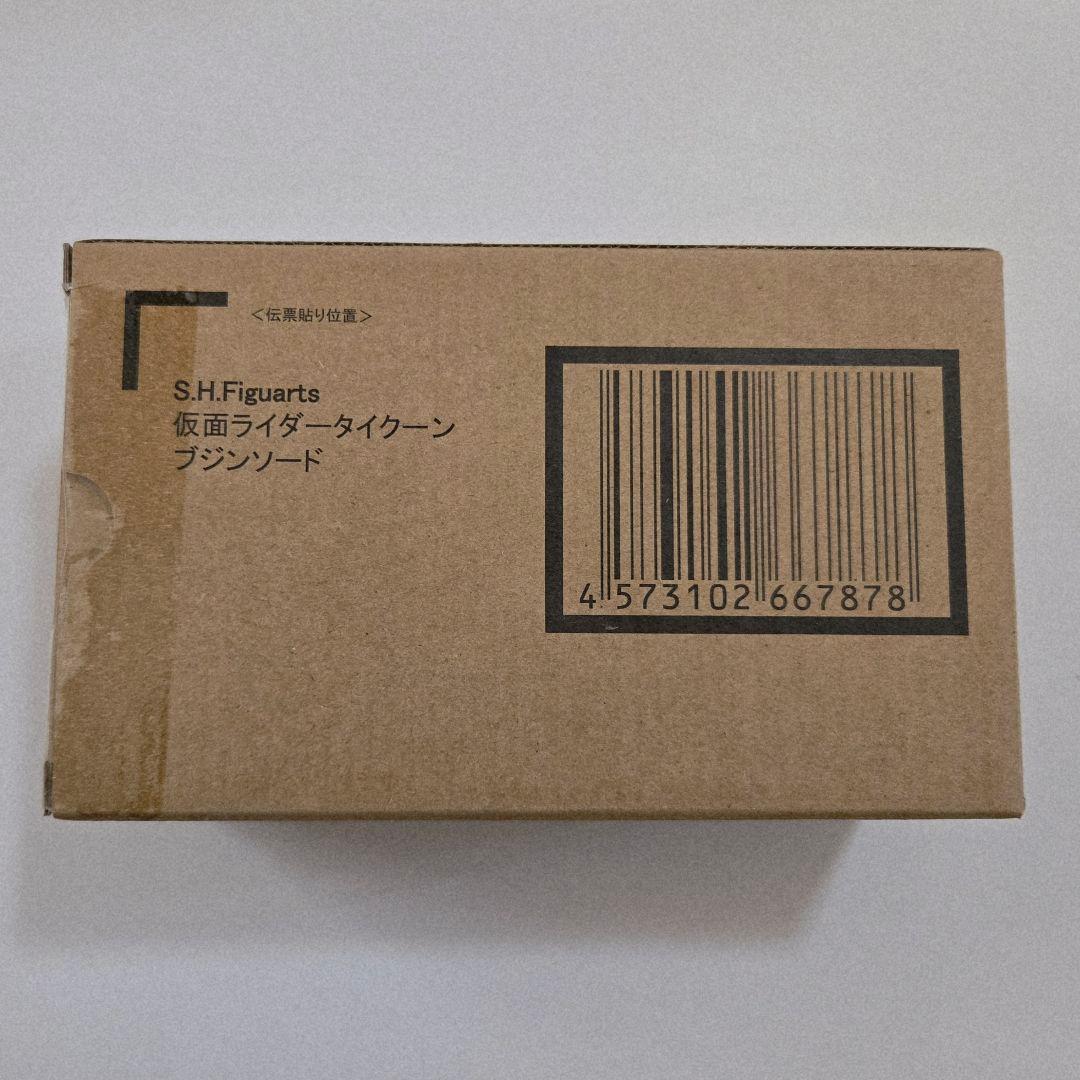 <伝票貼り位置>
S.H.Figuarts
仮面ライダータイクーン
ブジンソード
4 573102 667878